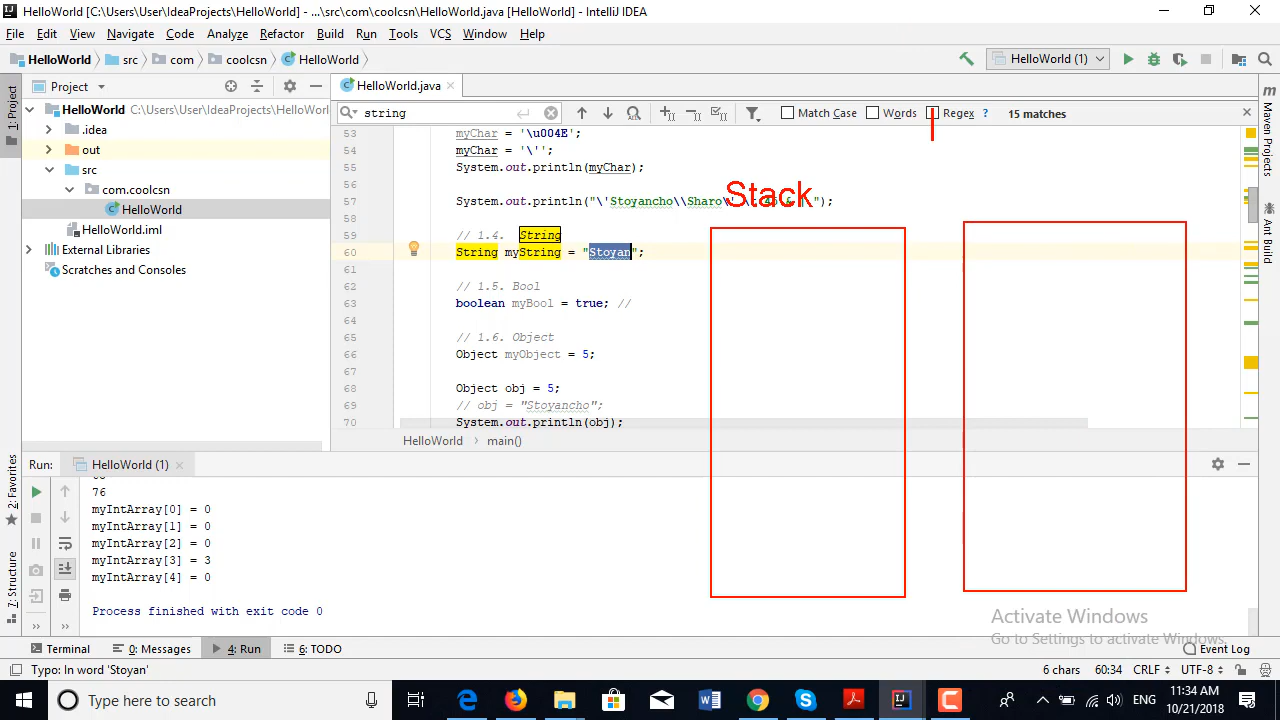 HelloWorld [C:\Users\User\IdeaProjects\HelloWorld] - ...\src\com\coolcsn\HelloWorld.java [HelloWorld] - IntelliJ IDEA
File Edit View Navigate Code Analyze Refactor Build Run Tools VCS Window Help
HelloWorld src com coolcsn HelloWorld HelloWorld (1)
Project HelloWorld.java
string Match Case Words Regex ? 15 matches
HelloWorld C:\Users\User\IdeaProjects\HelloWorl
.idea
out
src
com.coolcsn
HelloWorld
HelloWorld.iml
External Libraries
Scratches and Consoles
53 myChar = '\u004E';
54 myChar = '\'';
55 System.out.println(myChar);
56
57 System.out.println("\'Stoyancho\\Sharo\
Stack
58
59 // 1.4. String
60 String myString = "Stoyan";
61
62 // 1.5. Bool
63 boolean myBool = true; //
64
65 // 1.6. Object
66 Object myObject = 5;
67
68 Object obj = 5;
69 // obj = "Stoyancho";
70 System.out.println(obj);
HelloWorld main()
1: Project
2: Favorites
7: Structure
Maven Projects
Ant Build
Database
Run: HelloWorld (1)
76
myIntArray[0] = 0
myIntArray[1] = 0
myIntArray[2] = 0
myIntArray[3] = 3
myIntArray[4] = 0
Process finished with exit code 0
Activate Windows
Go to Settings to activate Windows.
Terminal 0: Messages 4: Run 6: TODO Event Log
Typo: In word 'Stoyan' 6 chars 60:34 CRLF UTF-8
Type here to search
ENG
11:34 AM
10/21/2018